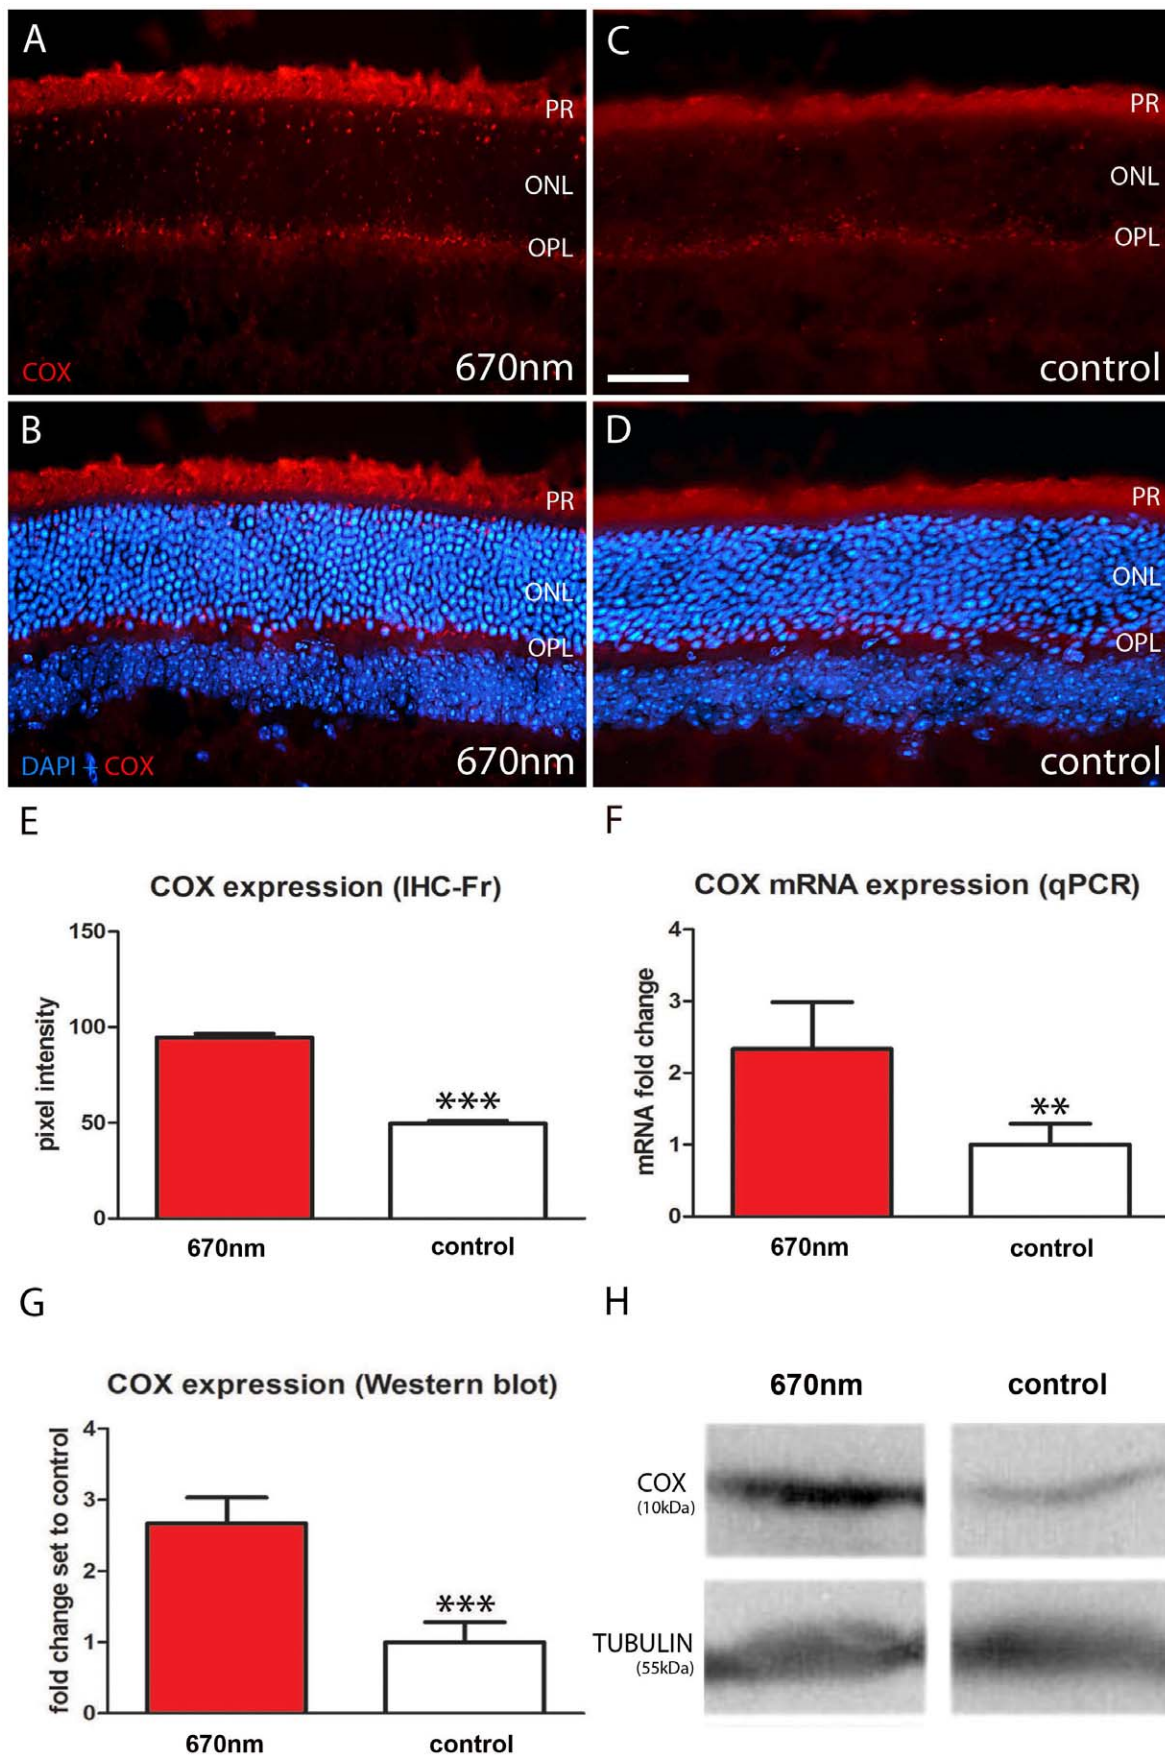 A
PR
ONL
OPL
COX
670nm
C
PR
ONL
OPL
control
B
PR
ONL
OPL
DAPI + COX
670nm
D
PR
ONL
OPL
control
E
COX expression (IHC-Fr)
pixel intensity
150
100
50
0
***
670nm
control
F
COX mRNA expression (qPCR)
mRNA fold change
4
3
2
1
0
**
670nm
control
G
COX expression (Western blot)
fold change set to control
4
3
2
1
0
***
670nm
control
H
670nm
control
COX
(10kDa)
TUBULIN
(55kDa)